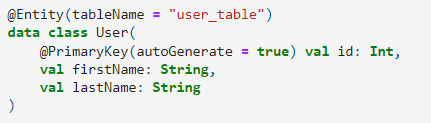 @Entity(tableName = "user_table")
data class User(
    @PrimaryKey(autoGenerate = true) val id: Int,
    val firstName: String,
    val lastName: String
)